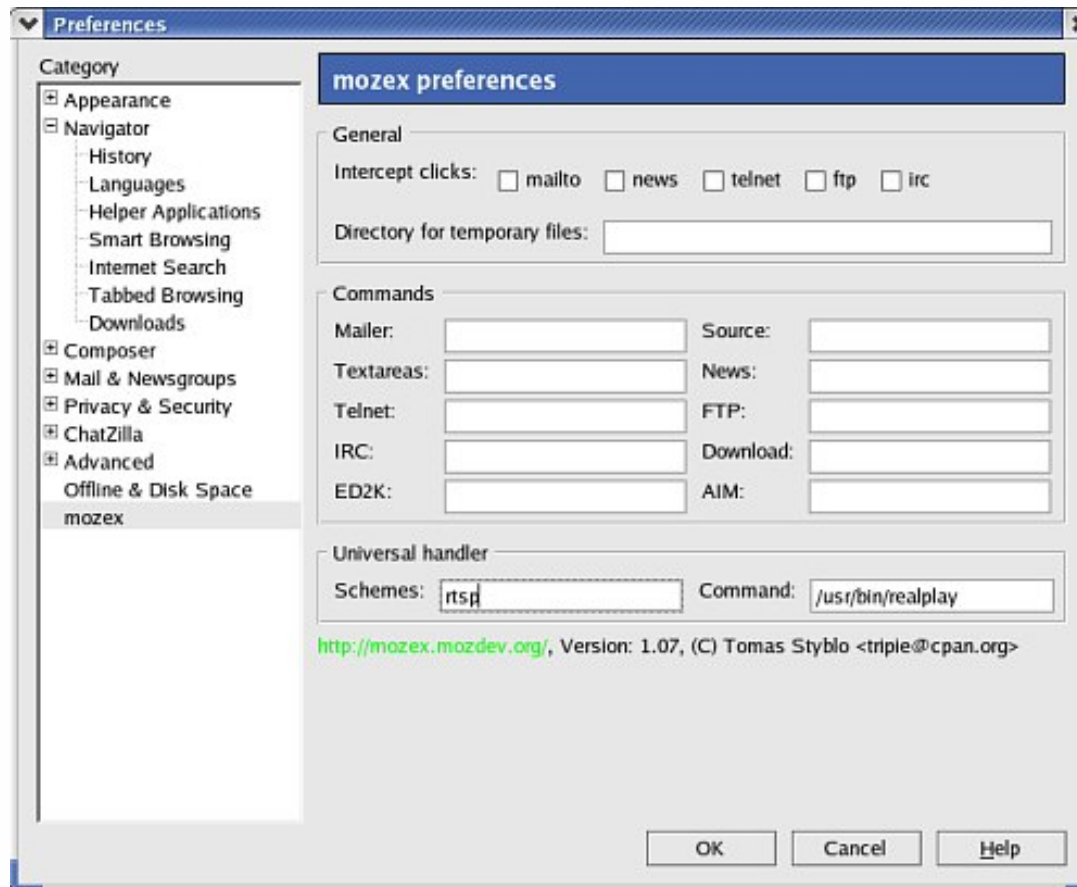 Preferences
Category
Appearance
Navigator
History
Languages
Helper Applications
Smart Browsing
Internet Search
Tabbed Browsing
Downloads
Composer
Mail & Newsgroups
Privacy & Security
ChatZilla
Advanced
Offline & Disk Space
mozex
mozex preferences
General
Intercept clicks: mailto news telnet ftp irc
Directory for temporary files:
Commands
Mailer: Source:
Textareas: News:
Telnet: FTP:
IRC: Download:
ED2K: AIM:
Universal handler
Schemes: rtsp Command: /usr/bin/realplay
http://mozex.mozdev.org/, Version: 1.07, (C) Tomas Styblo <tripie@cpan.org>
OK Cancel Help